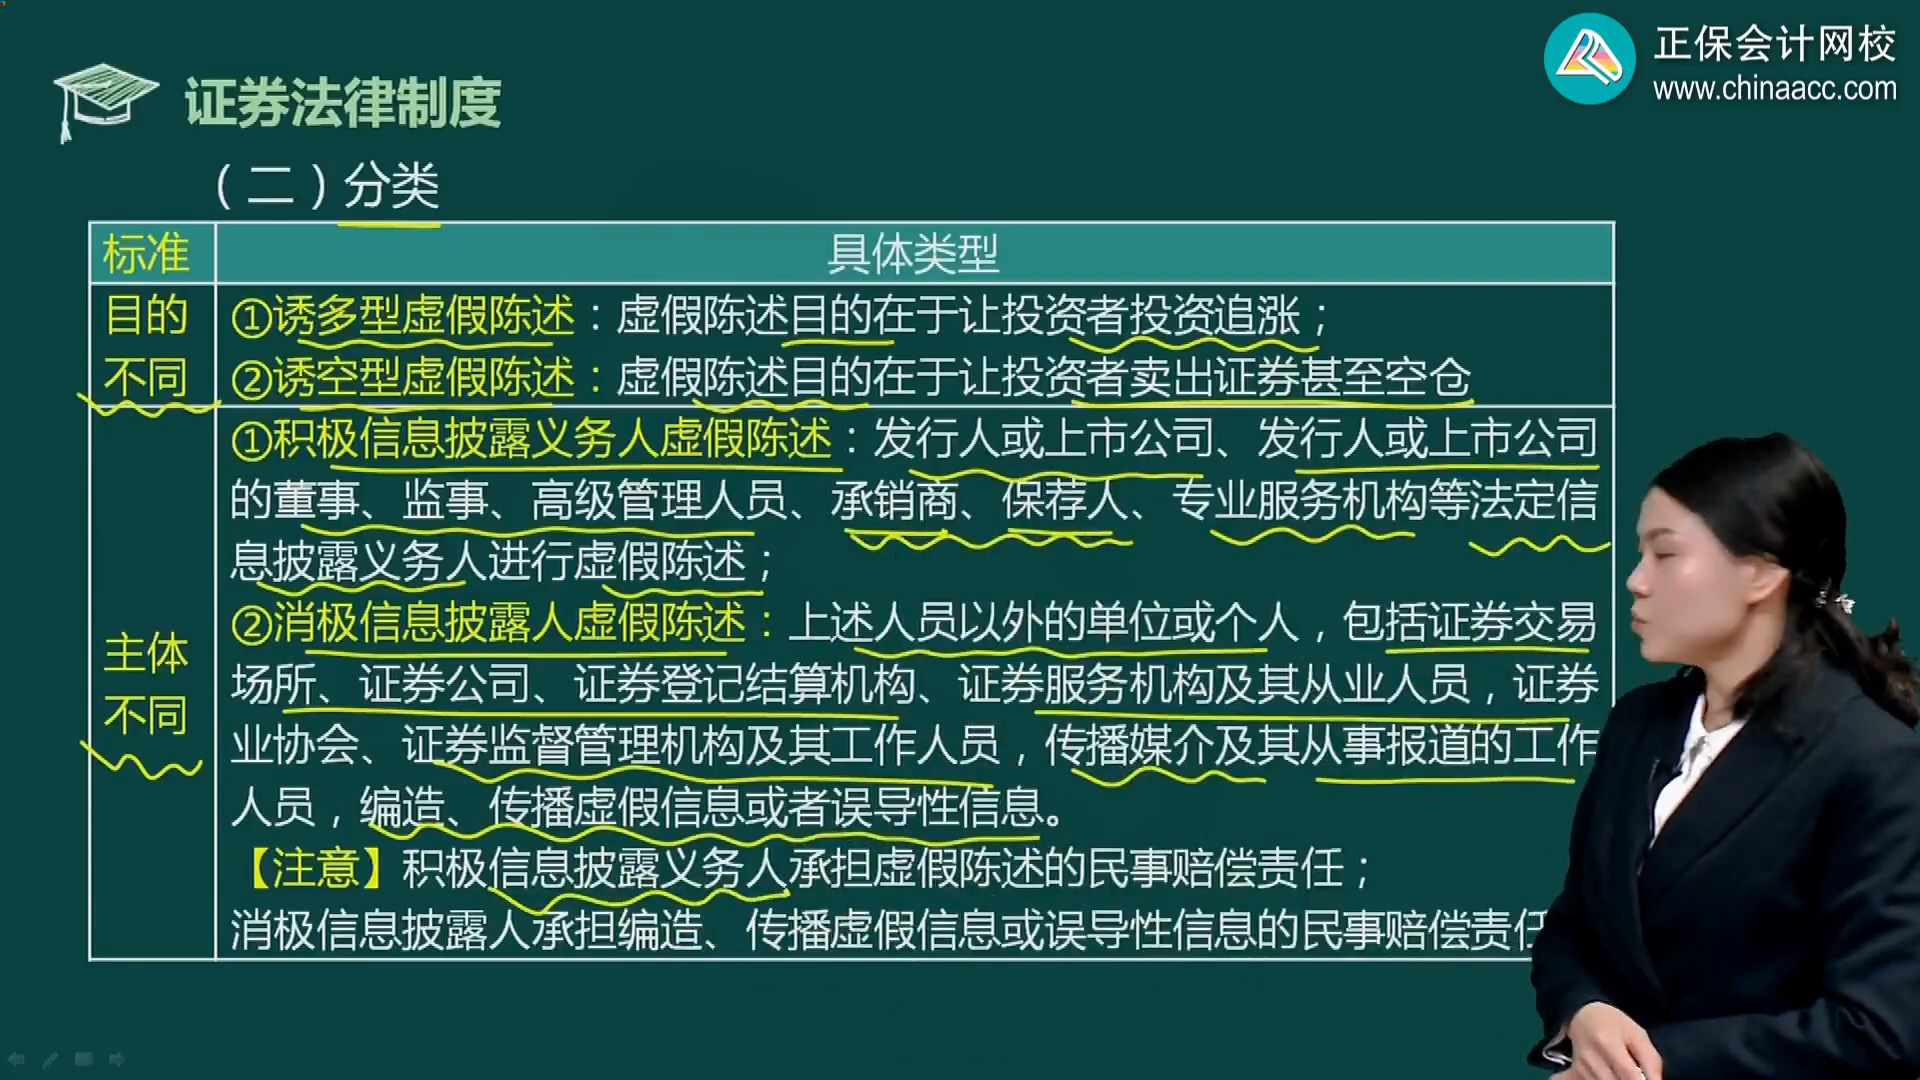 正保会计网校
www.chinaacc.com
证券法律制度
（二）分类
标准 具体类型
目的不同
①诱多型虚假陈述：虚假陈述目的在于让投资者投资追涨；
②诱空型虚假陈述：虚假陈述目的在于让投资者卖出证券甚至空仓
主体不同
①积极信息披露义务人虚假陈述：发行人或上市公司、发行人或上市公司
的董事、监事、高级管理人员、承销商、保荐人、专业服务机构等法定信
息披露义务人进行虚假陈述；
②消极信息披露人虚假陈述：上述人员以外的单位或个人，包括证券交易
场所、证券公司、证券登记结算机构、证券服务机构及其从业人员，证券
业协会、证券监督管理机构及其工作人员，传播媒介及其从事报道的工作
人员，编造、传播虚假信息或者误导性信息。
【注意】积极信息披露义务人承担虚假陈述的民事赔偿责任；
消极信息披露人承担编造、传播虚假信息或误导性信息的民事赔偿责任